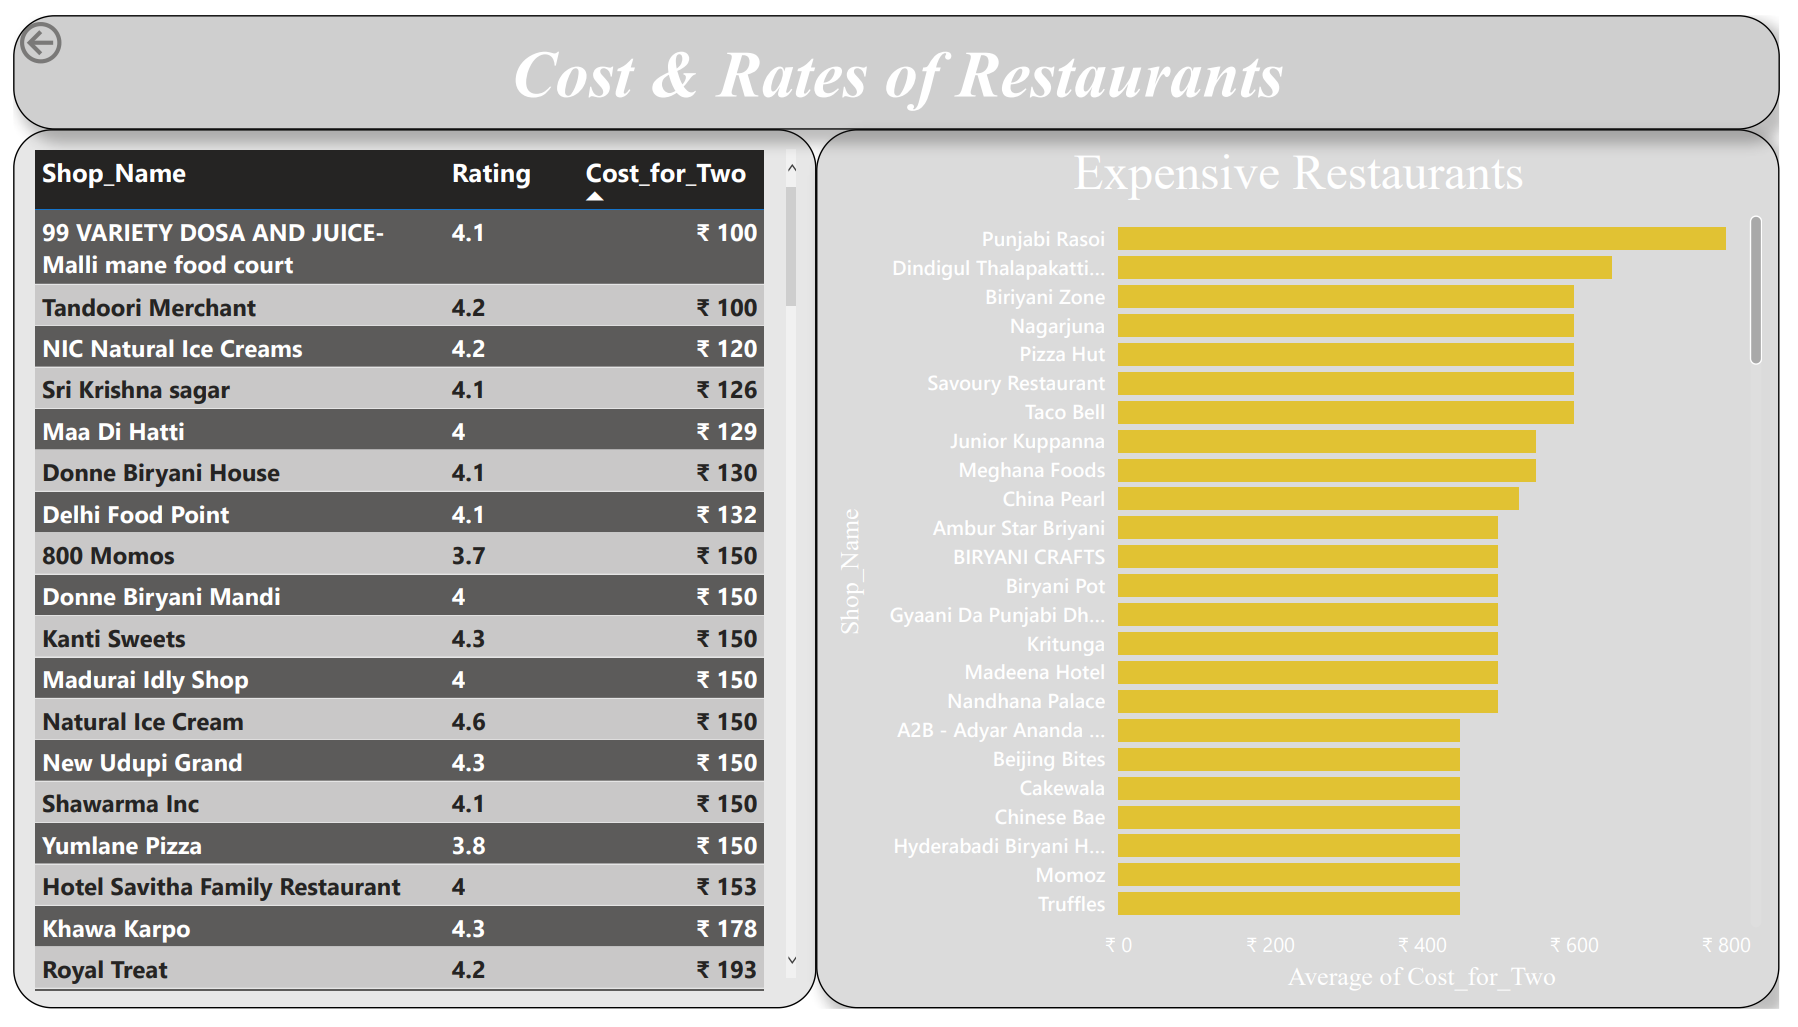 Cost & Rates of Restaurants
Shop_Name Rating Cost_for_Two
99 VARIETY DOSA AND JUICE- 4.1 ₹ 100
Malli mane food court
Tandoori Merchant 4.2 ₹ 100
NIC Natural Ice Creams 4.2 ₹ 120
Sri Krishna sagar 4.1 ₹ 126
Maa Di Hatti 4 ₹ 129
Donne Biryani House 4.1 ₹ 130
Delhi Food Point 4.1 ₹ 132
800 Momos 3.7 ₹ 150
Donne Biryani Mandi 4 ₹ 150
Kanti Sweets 4.3 ₹ 150
Madurai Idly Shop 4 ₹ 150
Natural Ice Cream 4.6 ₹ 150
New Udupi Grand 4.3 ₹ 150
Shawarma Inc 4.1 ₹ 150
Yumlane Pizza 3.8 ₹ 150
Hotel Savitha Family Restaurant 4 ₹ 153
Khawa Karpo 4.3 ₹ 178
Royal Treat 4.2 ₹ 193
Expensive Restaurants
Shop_Name
Punjabi Rasoi
Dindigul Thalapakatti...
Biriyani Zone
Nagarjuna
Pizza Hut
Savoury Restaurant
Taco Bell
Junior Kuppanna
Meghana Foods
China Pearl
Ambur Star Briyani
BIRYANI CRAFTS
Biryani Pot
Gyaani Da Punjabi Dh...
Kritunga
Madeena Hotel
Nandhana Palace
A2B - Adyar Ananda ...
Beijing Bites
Cakewala
Chinese Bae
Hyderabadi Biryani H...
Momoz
Truffles
₹ 0 ₹ 200 ₹ 400 ₹ 600 ₹ 800
Average of Cost_for_Two